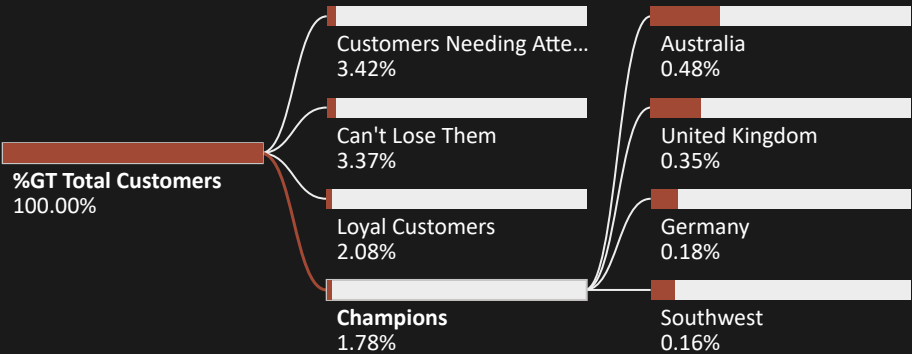 %GT Total Customers
100.00%
Customers Needing Atte...
3.42%
Can't Lose Them
3.37%
Loyal Customers
2.08%
Champions
1.78%
Australia
0.48%
United Kingdom
0.35%
Germany
0.18%
Southwest
0.16%